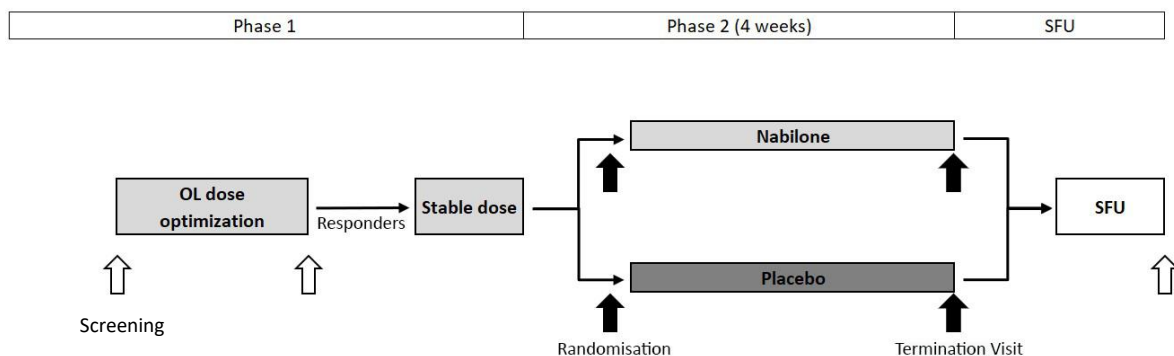 Phase 1
Phase 2 (4 weeks)
SFU
Nabilone
OL dose
optimization
Responders
Stable dose
SFU
Placebo
Screening
Randomisation
Termination Visit